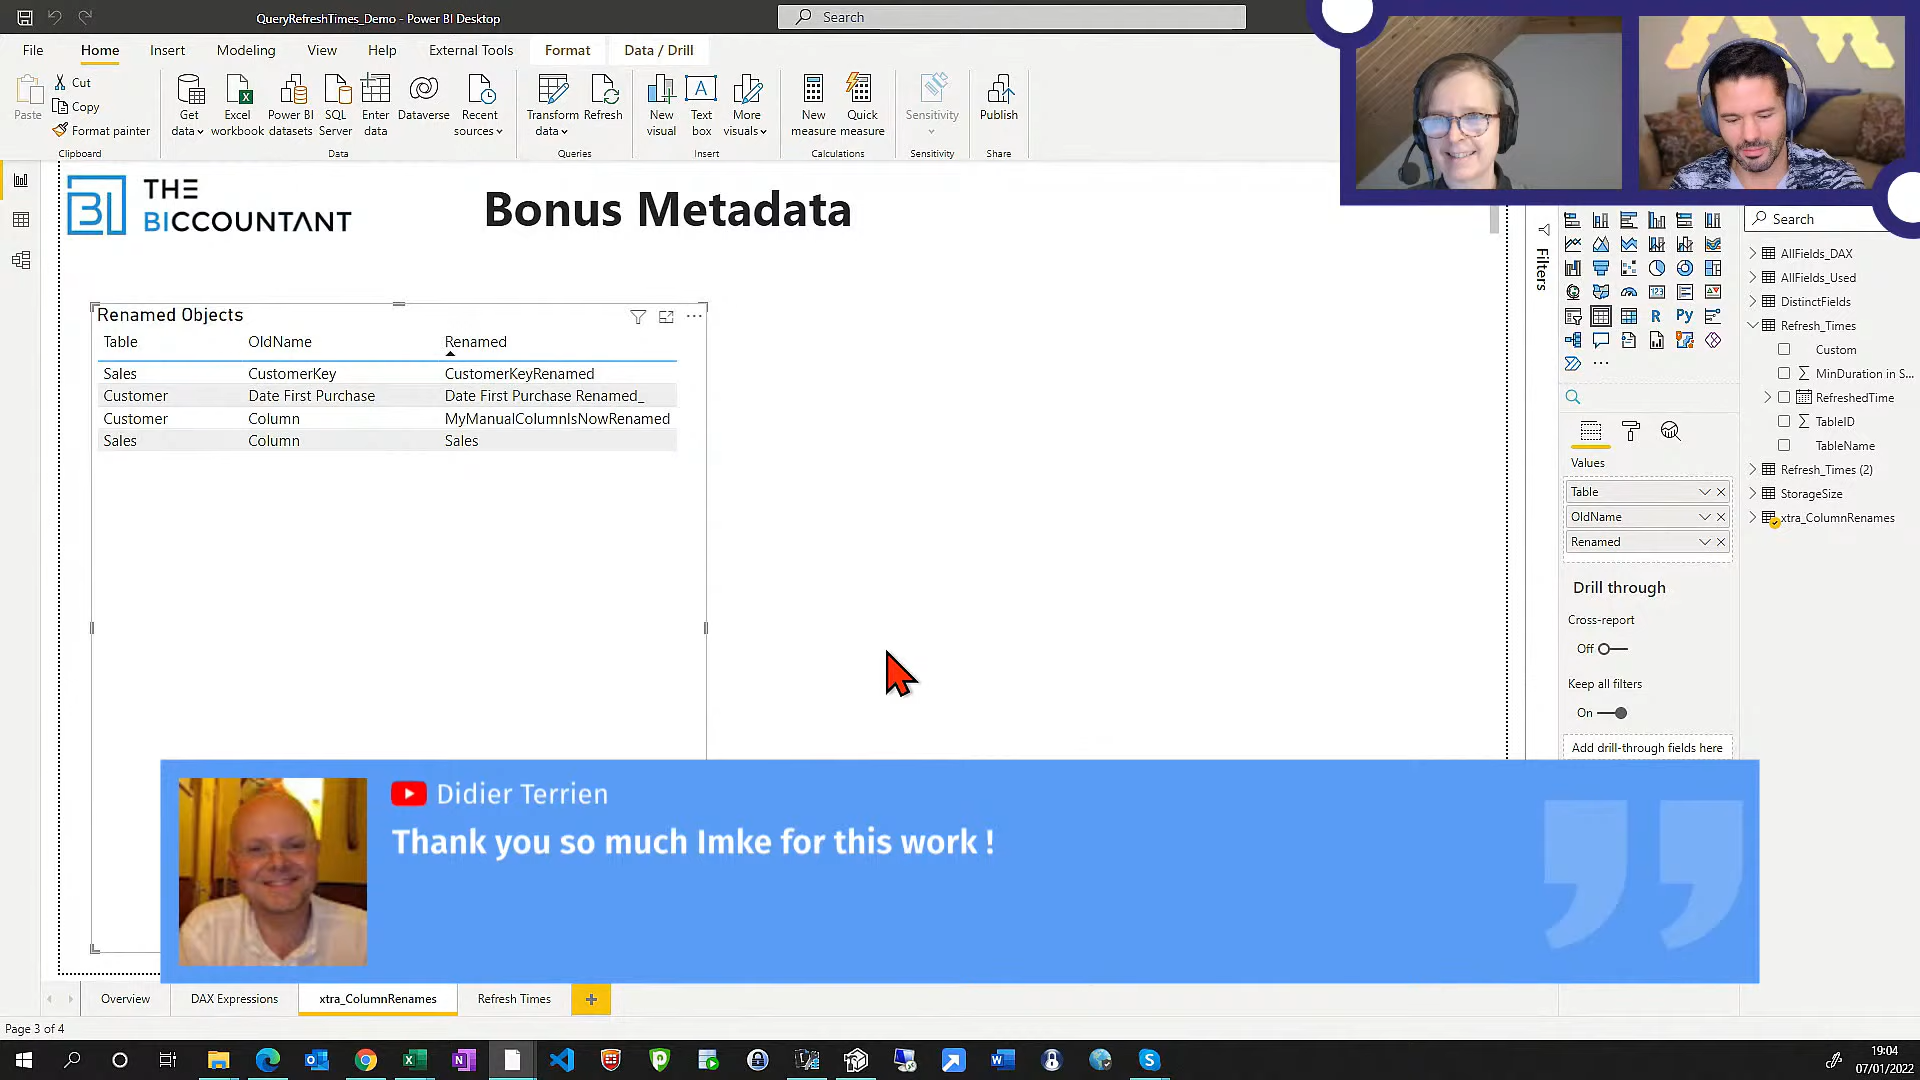 QueryRefreshTimes_Demo - Power BI Desktop
Search
File Home Insert Modeling View Help External Tools Format Data / Drill
Paste
Cut
Copy
Format painter
Get data
Excel workbook
Power BI datasets
SQL Server
Enter data
Dataverse
Recent sources
Transform data
Refresh
New visual
Text box
More visuals
New measure
Quick measure
Sensitivity
Publish
Clipboard Data Queries Insert Calculations Sensitivity Share
BI THE
BICCOUNTANT
Bonus Metadata
Renamed Objects
Table OldName Renamed
Sales CustomerKey CustomerKeyRenamed
Customer Date First Purchase Date First Purchase Renamed_
Customer Column MyManualColumnIsNowRenamed
Sales Column Sales
Filters
R Py
123
Values
Table
OldName
Renamed
Drill through
Cross-report
Off
Keep all filters
On
Add drill-through fields here
Search
AllFields_DAX
AllFields_Used
DistinctFields
Refresh_Times
Custom
MinDuration in S...
RefreshedTime
TableID
TableName
Refresh_Times (2)
StorageSize
xtra_ColumnRenames
Didier Terrien
Thank you so much Imke for this work !
Overview DAX Expressions xtra_ColumnRenames Refresh Times +
Page 3 of 4
19:04
07/01/2022